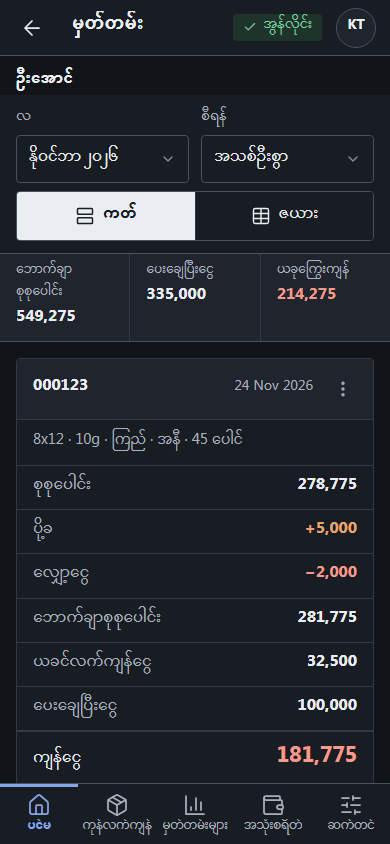 မှတ်တမ်း
အွန်လိုင်း
KT
ဦးအောင်
လ
စီရန်
နိုဝင်ဘာ ၂၀၂၆
အသစ်ဦးစွာ
ကတ်
ဇယား
ဘောက်ချာ
စုစုပေါင်း
549,275
ပေးချေပြီးငွေ
335,000
ယခုကြွေးကျန်
214,275
000123
24 Nov 2026
8x12 · 10g · ကြည် · အနီ · 45 ပေါင်
စုစုပေါင်း 278,775
ပို့ခ +5,000
လျှော့ငွေ −2,000
ဘောက်ချာစုစုပေါင်း 281,775
ယခင်လက်ကျန်ငွေ 32,500
ပေးချေပြီးငွေ 100,000
ကျန်ငွေ 181,775
ပင်မ
ကုန်လက်ကျန်
မှတ်တမ်းများ
အသုံးစရိတ်
ဆက်တင်